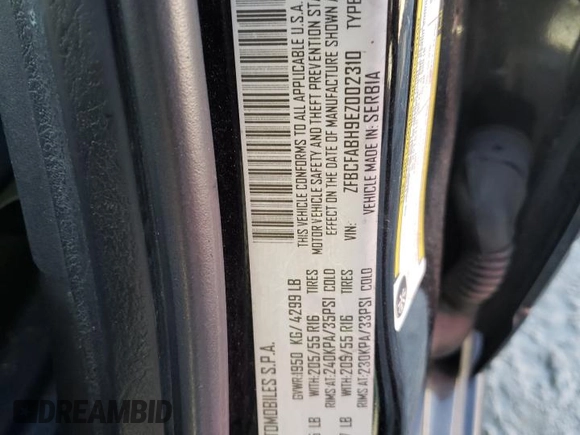 TOMOBILES S.P.A.
GVWR: 1950 KG/ 4299 LB
LB WITH: 205/55 R16 TIRES
RIMS AT: 240KPA/35PSI COLD
LB WITH: 209/55 R16 TIRES
RIMS AT: 230KPA/33PSI COLD
THIS VEHICLE CONFORMS TO ALL APPLICABLE U.S.A.
MOTOR VEHICLE SAFETY AND THEFT PREVENTION STA
EFFECT ON THE DATE OF MANUFACTURE SHOWN A
VIN: ZFBCFABH9EZ002310 TYPE
VEHICLE MADE IN: SERBIA
DREAMBID